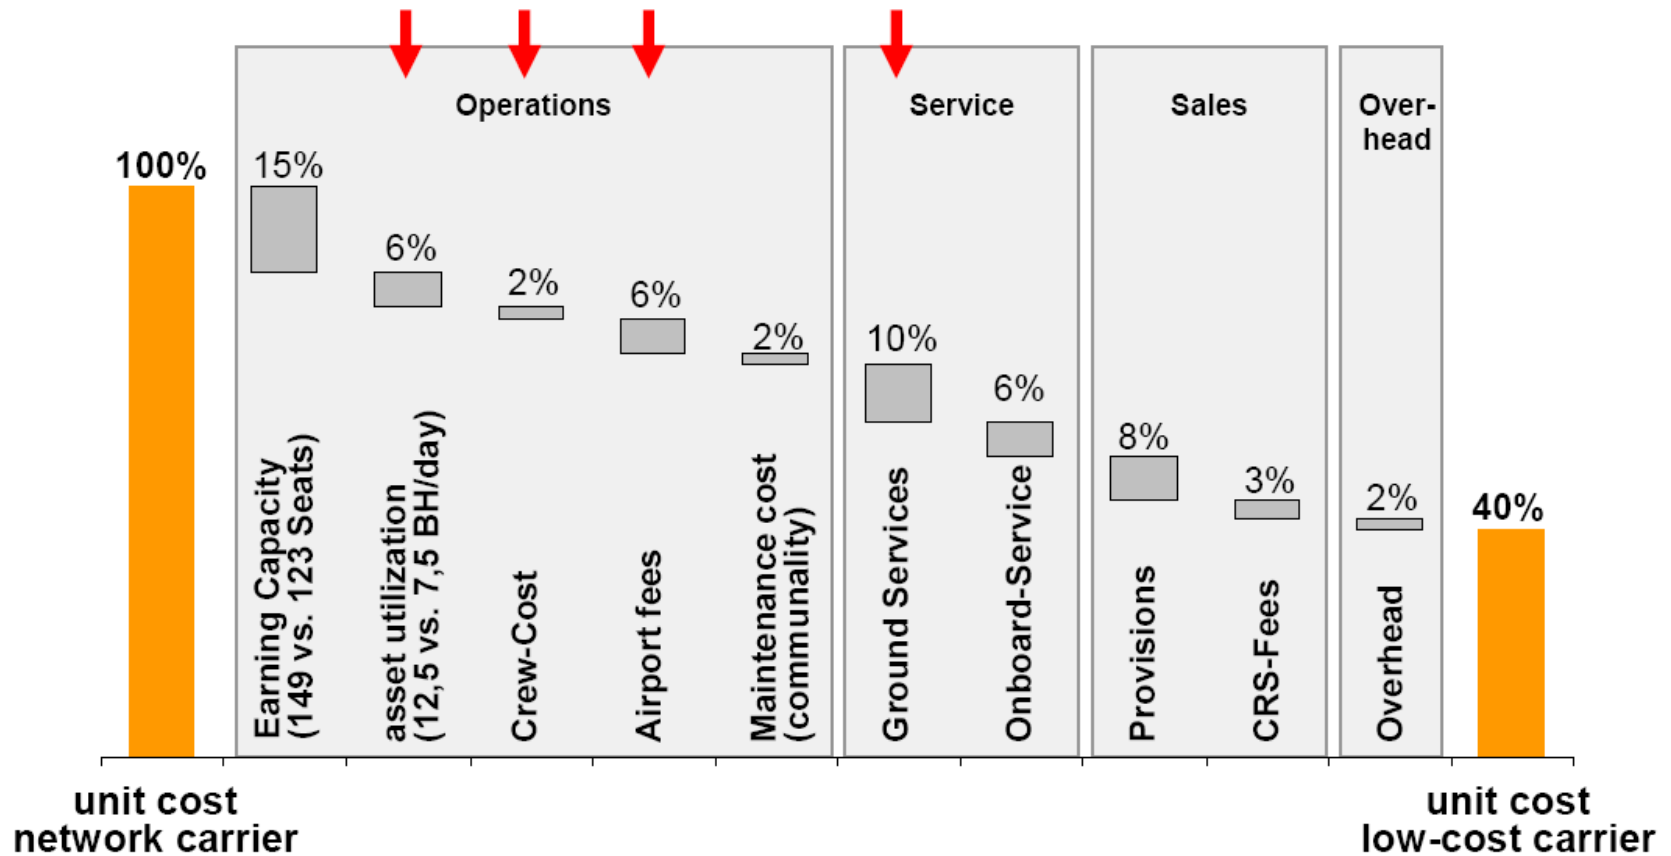 Operations
Service
Sales
Over-
head
100%
15%
6%
2%
6%
2%
10%
6%
8%
3%
2%
40%
Earning Capacity
(149 vs. 123 Seats)
asset utilization
(12,5 vs. 7,5 BH/day)
Crew-Cost
Airport fees
Maintenance cost
(communality)
Ground Services
Onboard-Service
Provisions
CRS-Fees
Overhead
unit cost
network carrier
unit cost
low-cost carrier